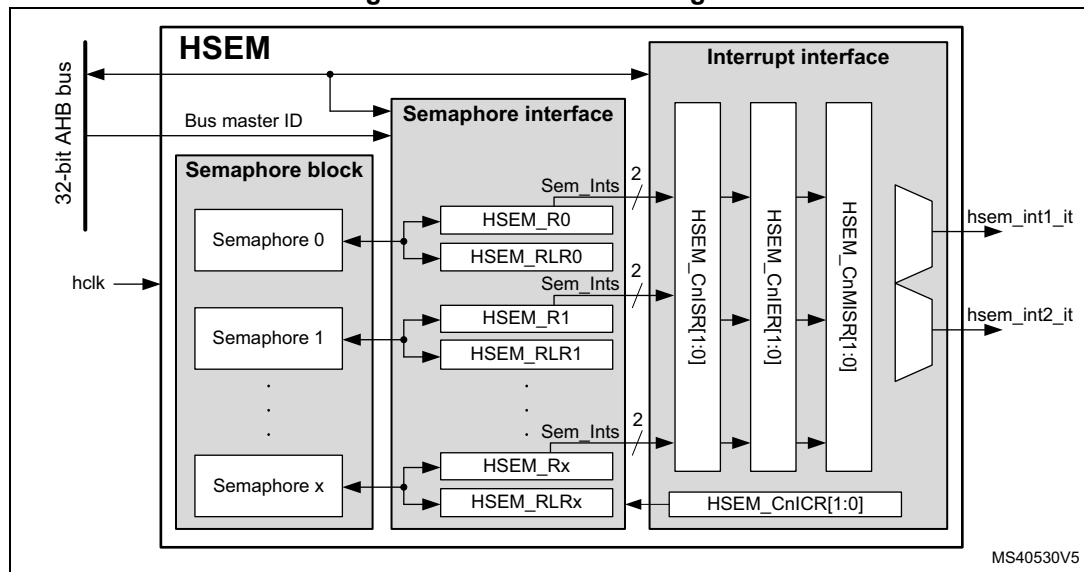 HSEM
Interrupt interface
32-bit AHB bus
Bus master ID
Semaphore interface
Semaphore block
Sem_Ints
2
Semaphore 0
HSEM_R0
HSEM_RLR0
hclk
Sem_Ints
2
Semaphore 1
HSEM_R1
HSEM_RLR1
.
.
.
.
.
.
Sem_Ints
2
Semaphore x
HSEM_Rx
HSEM_RLRx
HSEM_CnISR[1:0]
HSEM_CnIER[1:0]
HSEM_CnMISR[1:0]
HSEM_CnICR[1:0]
hsem_int1_it
hsem_int2_it
MS40530V5